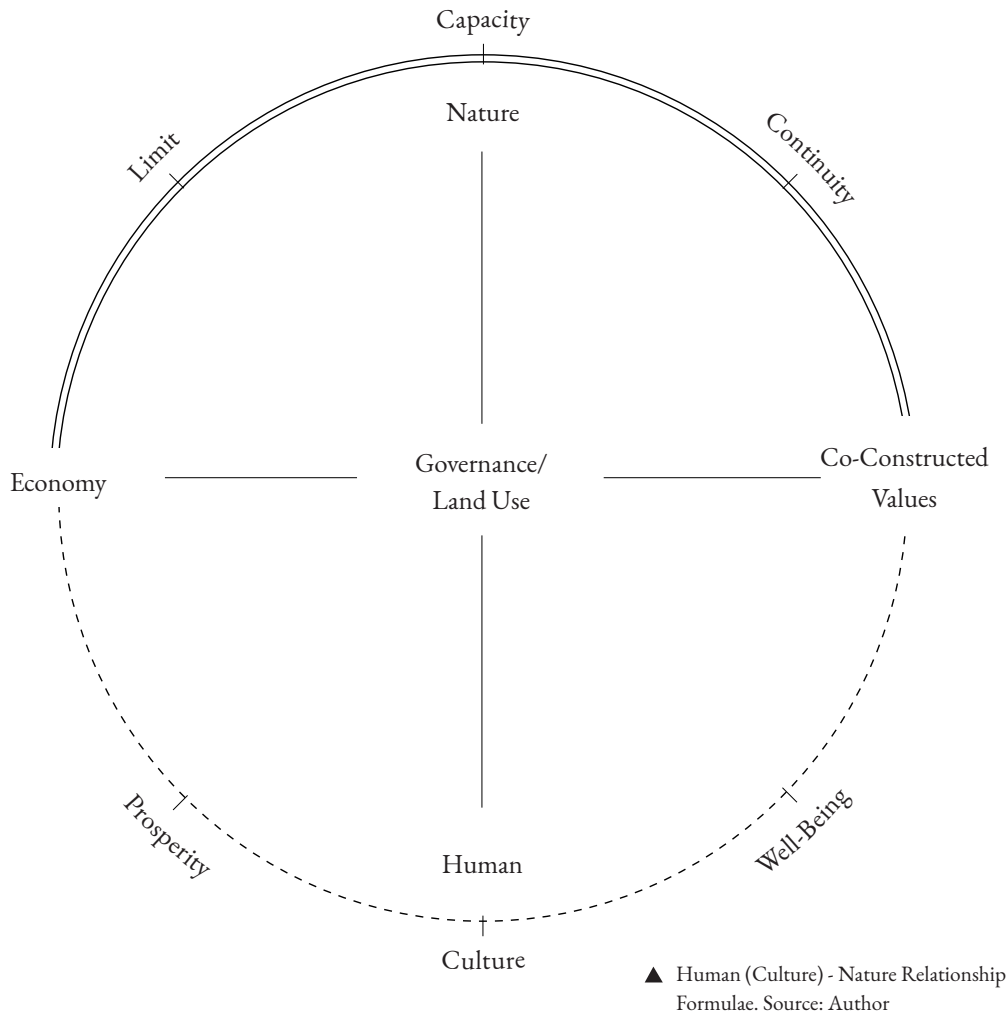 Capacity
Nature
Limit
Continuity
Governance/
Land Use
Economy
Co-Constructed
Values
Prosperity
Well-Being
Human
Culture
▲ Human (Culture) - Nature Relationship
Formulae. Source: Author